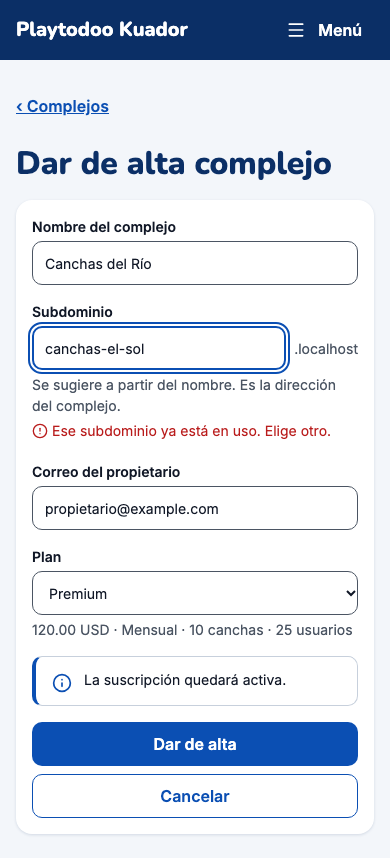 Playtodoo Kuador
☰ Menú
‹ Complejos
Dar de alta complejo
Nombre del complejo
Canchas del Río
Subdominio
canchas-el-sol .localhost
Se sugiere a partir del nombre. Es la dirección
del complejo.
Ese subdominio ya está en uso. Elige otro.
Correo del propietario
propietario@example.com
Plan
Premium
120.00 USD · Mensual · 10 canchas · 25 usuarios
La suscripción quedará activa.
Dar de alta
Cancelar